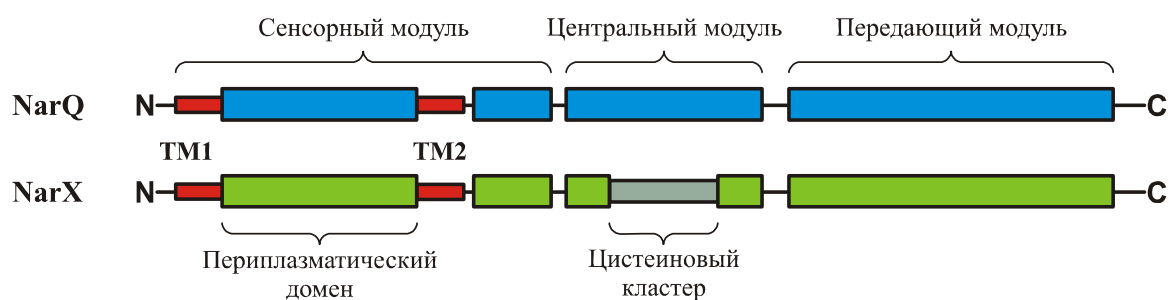 Сенсорный модуль
Центральный модуль
Передающий модуль
NarQ
N
C
TM1
TM2
NarX
N
C
Периплазматический
домен
Цистеиновый
кластер